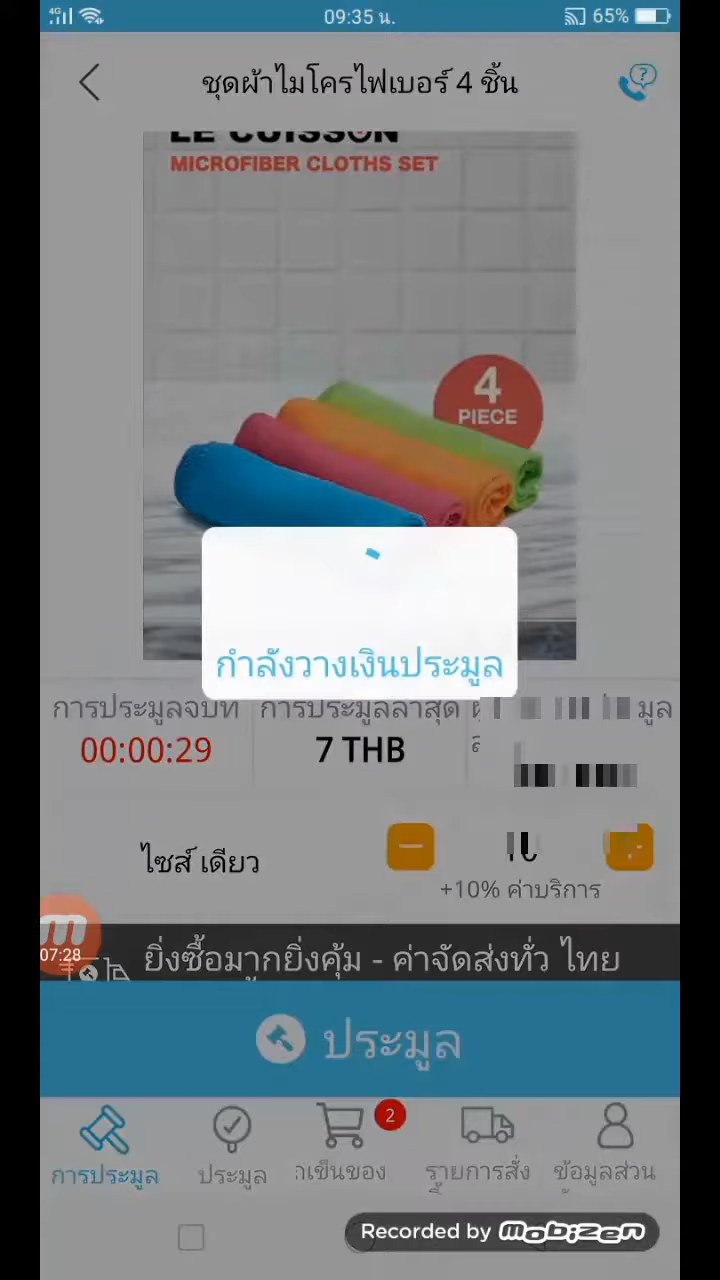 4G
09:35 น.
65%
ชุดผ้าไมโครไฟเบอร์ 4 ชิ้น
LE CUISSON
MICROFIBER CLOTHS SET
4
PIECE
กำลังวางเงินประมูล
การประมูลจบที่
การประมูลล่าสุด
มูล
00:00:29
7 THB
ไซส์ เดียว
+10% ค่าบริการ
07:28
ยิ่งซื้อมากยิ่งคุ้ม - ค่าจัดส่งทั่ว ไทย
ประมูล
2
การประมูล
ประมูล
รายการสั่ง
ข้อมูลส่วน
Recorded by mobizen